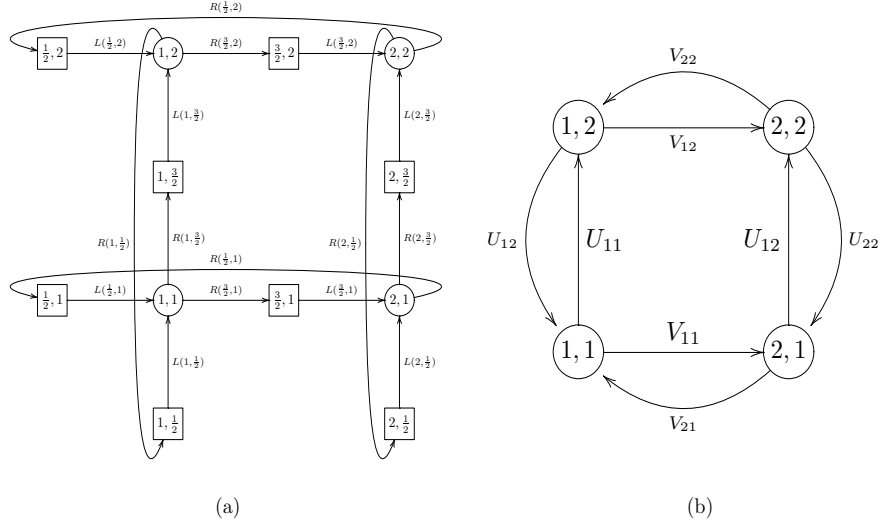 R(1/2,2)
1/2,2 L(1/2,2) 1,2 R(3/2,2) 3/2,2 L(3/2,2) 2,2
L(1,3/2) L(2,3/2)
1,3/2 2,3/2
R(1,1/2) R(1,3/2) R(2,1/2) R(2,3/2)
R(1/2,1)
1/2,1 L(1/2,1) 1,1 R(3/2,1) 3/2,1 L(3/2,1) 2,1
L(1,1/2) L(2,1/2)
1,1/2 2,1/2
(a)
V22
1,2 V12 2,2
U12 U11 U12 U22
1,1 V11 2,1
V21
(b)